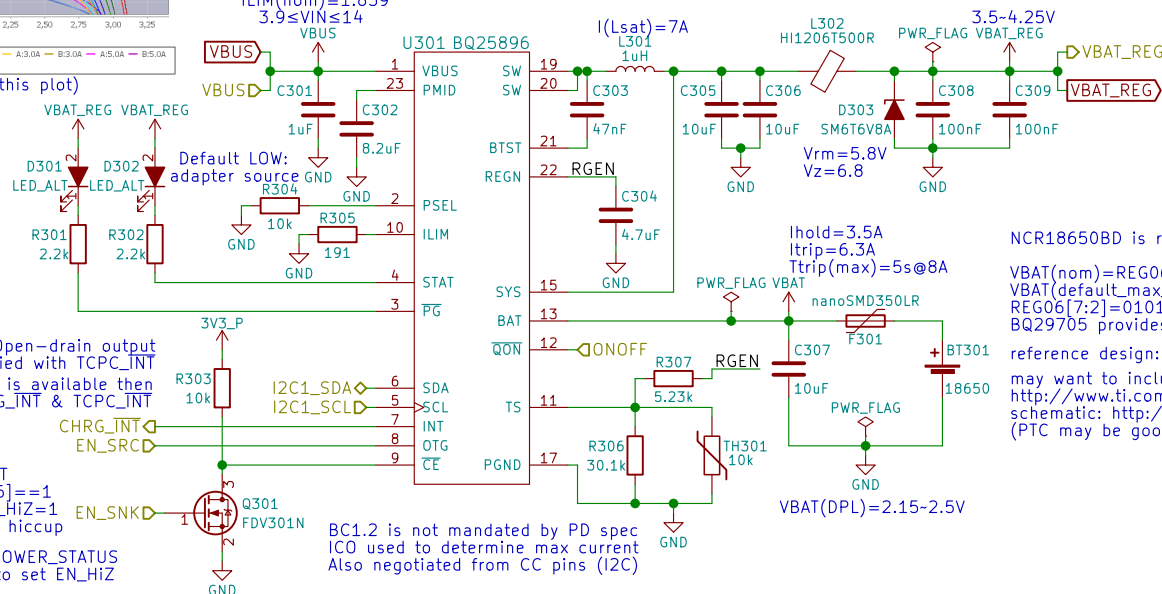 ILIM(nom)=1.859
3.9≤VIN≤14
2,25 2,50 2,75 3,00 3,25
A:3.0A B:3.0A A:5.0A B:5.0A
this plot)
VBUS
VBUS
VBUS
U301 BQ25896
1 VBUS
23 PMID
2 PSEL
10 ILIM
4 STAT
3 PG
6 SDA
5 SCL
7 INT
8 OTG
9 CE
SW 19
SW 20
BTST 21
REGN 22
SYS 15
BAT 13
QON 12
TS 11
PGND 17
C301
1uF
GND
C302
8.2uF
GND
VBAT_REG
VBAT_REG
D301
LED_ALT
2
1
D302
LED_ALT
2
1
R301
2.2k
R302
2.2k
Default LOW:
adapter source
R304
10k
GND
R305
191
GND
3V3_P
R303
10k
Open-drain output
ied with TCPC_INT
is available then
G_INT & TCPC_INT
I2C1_SDA
I2C1_SCL
CHRG_INT
EN_SRC
EN_SNK
T
5]==1
_HiZ=1
hiccup
OWER_STATUS
to set EN_HiZ
Q301
FDV301N
1
2
3
GND
BC1.2 is not mandated by PD spec
ICO used to determine max current
Also negotiated from CC pins (I2C)
I(Lsat)=7A
L301
1uH
C303
47nF
RGEN
C304
4.7uF
GND
C305
10uF
C306
10uF
GND
L302
HI1206T500R
D303
SM6T6V8A
Vrm=5.8V
Vz=6.8
PWR_FLAG
3.5~4.25V
VBAT_REG
C308
100nF
C309
100nF
GND
VBAT_REG
VBAT_REG
Ihold=3.5A
Itrip=6.3A
Ttrip(max)=5s@8A
PWR_FLAG VBAT
nanoSMD350LR
F301
ONOFF
R307
5.23k
RGEN
R306
30.1k
TH301
10k
GND
C307
10uF
PWR_FLAG
GND
BT301
18650
+
VBAT(DPL)=2.15~2.5V
NCR18650BD is r
VBAT(nom)=REG0
VBAT(default_max
REG06[7:2]=0101
BQ29705 provides
reference design:
may want to inclu
http://www.ti.com
schematic: http:/
(PTC may be goo